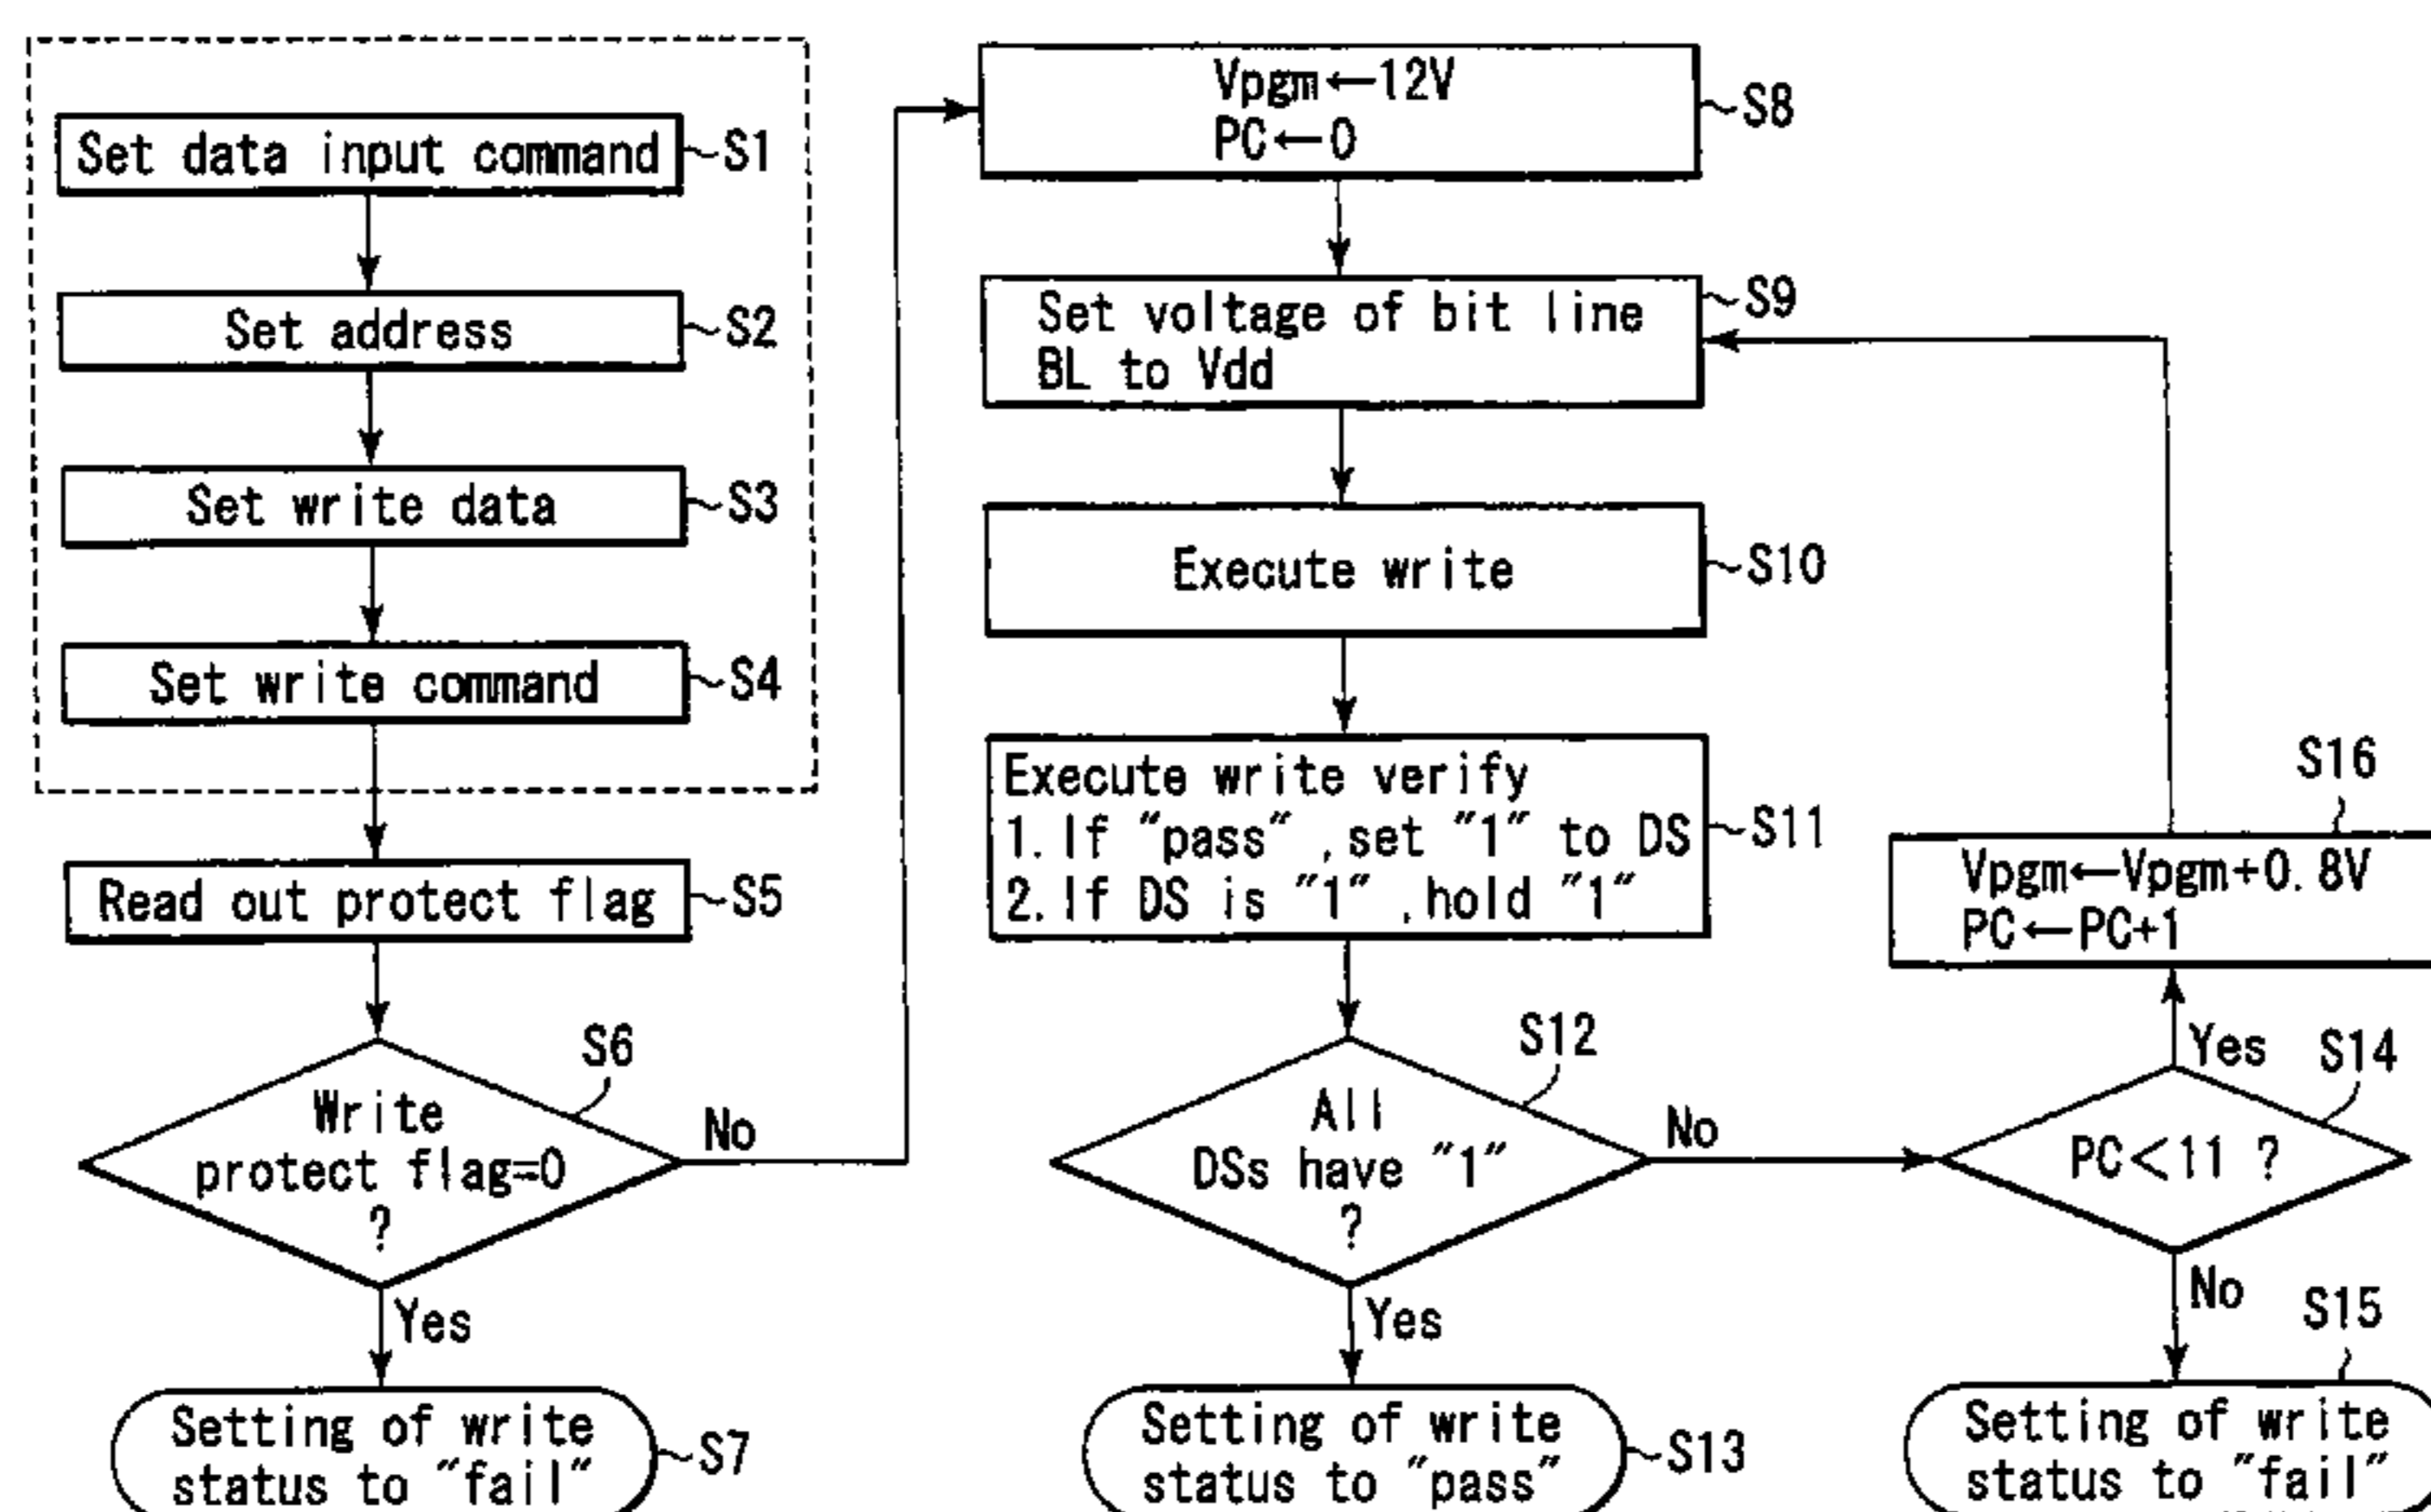 Set data input command
S1
Set address
S2
Set write data
S3
Set write command
S4
Read out protect flag
S5
S6
Write
protect flag=0
?
No
Yes
Setting of write
status to "fail"
S7
Vpgm←12V
PC←0
S8
Set voltage of bit line
BL to Vdd
S9
Execute write
S10
Execute write verify
1.If "pass",set "1" to DS
2.If DS is "1",hold "1"
S11
S12
All
DSs have "1"
?
No
Yes
Setting of write
status to "pass"
S13
S16
Vpgm←Vpgm+0.8V
PC←PC+1
Yes
S14
PC<11 ?
No
S15
Setting of write
status to "fail"